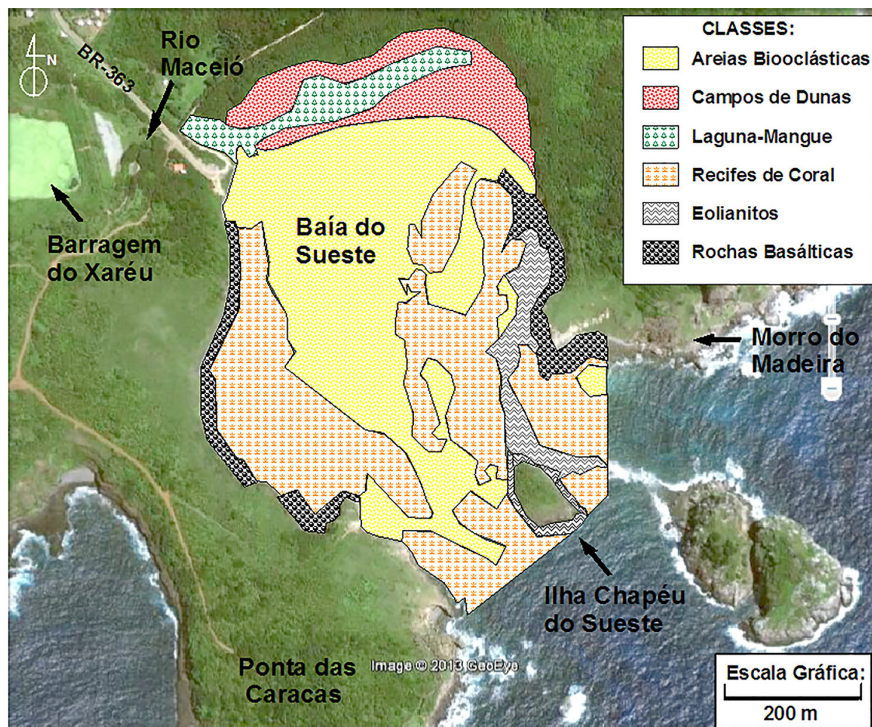 N
BR-363
Rio
Maceió
Barragem
do Xaréu
Baía do
Sueste
CLASSES:
Areias Biooclásticas
Campos de Dunas
Laguna-Mangue
Recifes de Coral
Eolianitos
Rochas Basálticas
Morro do
Madeira
Ilha Chapéu
do Sueste
Ponta das
Caracas
Image © 2013 GeoEye
Escala Gráfica:
200 m